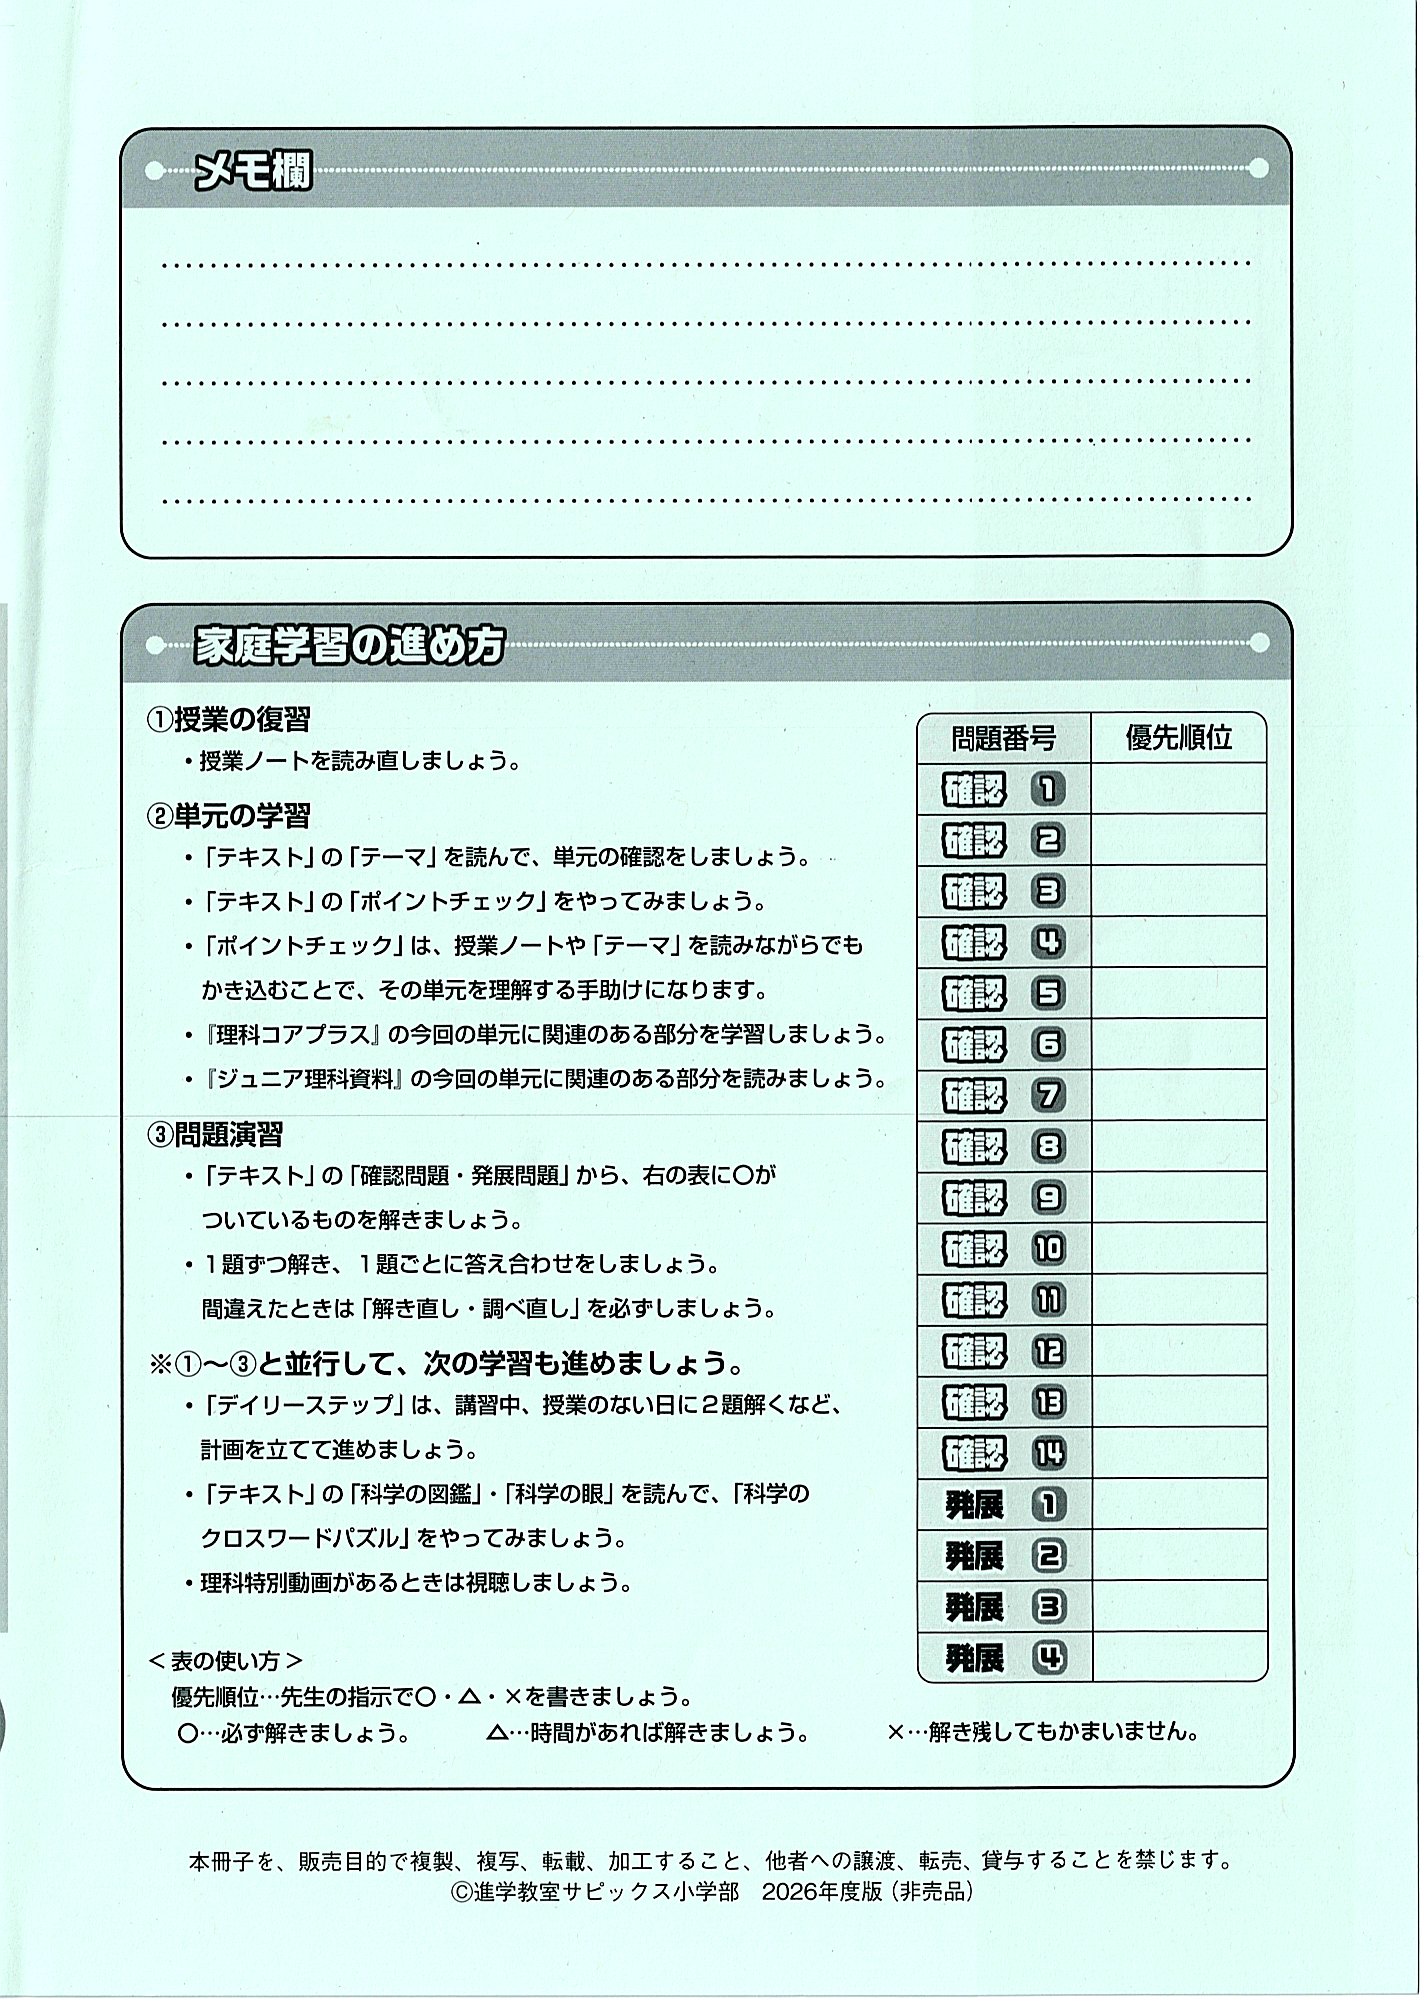 メモ欄
家庭学習の進め方
①授業の復習
・授業ノートを読み直しましょう。
②単元の学習
・「テキスト」の「テーマ」を読んで、単元の確認をしましょう。
・「テキスト」の「ポイントチェック」をやってみましょう。
・「ポイントチェック」は、授業ノートや「テーマ」を読みながらでも
かき込むことで、その単元を理解する手助けになります。
・『理科コアプラス』の今回の単元に関連のある部分を学習しましょう。
・『ジュニア理科資料』の今回の単元に関連のある部分を読みましょう。
③問題演習
・「テキスト」の「確認問題・発展問題」から、右の表に〇が
ついているものを解きましょう。
・１題ずつ解き、１題ごとに答え合わせをしましょう。
間違えたときは「解き直し・調べ直し」を必ずしましょう。
※①～③と並行して、次の学習も進めましょう。
・「デイリーステップ」は、講習中、授業のない日に２題解くなど、
計画を立てて進めましょう。
・「テキスト」の「科学の図鑑」・「科学の眼」を読んで、「科学の
クロスワードパズル」をやってみましょう。
・理科特別動画があるときは視聴しましょう。
問題番号 優先順位
確認 1
確認 2
確認 3
確認 4
確認 5
確認 6
確認 7
確認 8
確認 9
確認 10
確認 11
確認 12
確認 13
確認 14
発展 1
発展 2
発展 3
発展 4
＜表の使い方＞
優先順位…先生の指示で〇・△・×を書きましょう。
〇…必ず解きましょう。 △…時間があれば解きましょう。 ×…解き残してもかまいません。
本冊子を、販売目的で複製、複写、転載、加工すること、他者への譲渡、転売、貸与することを禁じます。
©進学教室サピックス小学部 2026年度版（非売品）